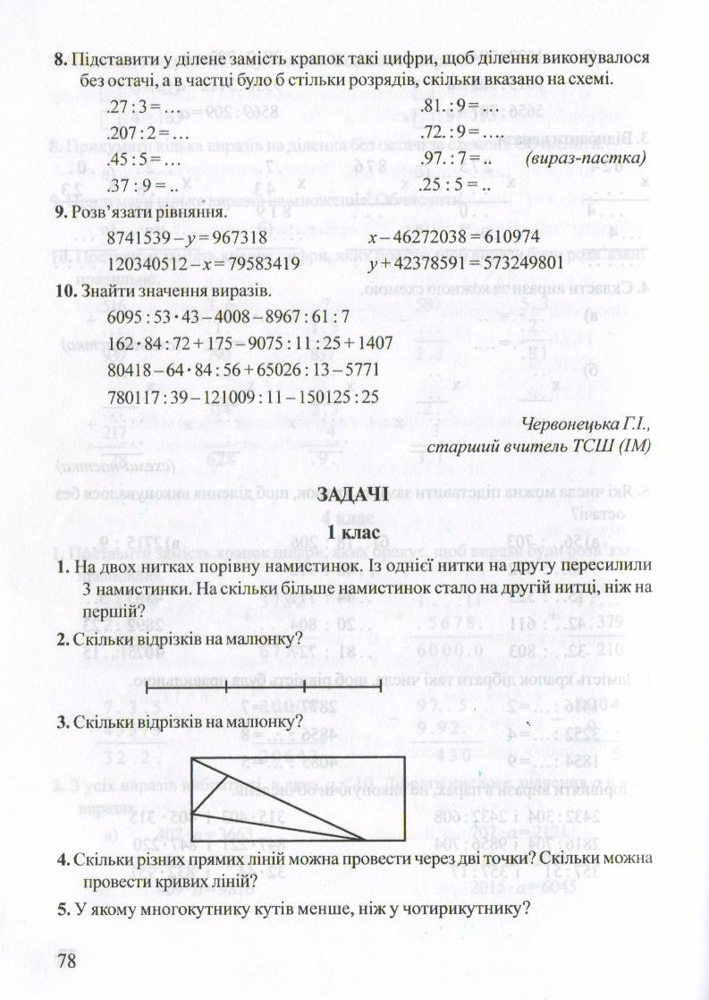 8. Підставити у ділене замість крапок такі цифри, щоб ділення виконувалося
без остачі, а в частці було б стільки розрядів, скільки вказано на схемі.
.27 : 3 = ... .81. : 9 = ...
.207 : 2 = ... .72. : 9 = ....
.45 : 5 = ... .97. : 7 = .. (вираз-пастка)
.37 : 9 = .. .25 : 5 = ..
9. Розв’язати рівняння.
8741539 – y = 967318 x – 46272038 = 610974
120340512 – x = 79583419 y + 42378591 = 573249801
10. Знайти значення виразів.
6095 : 53 · 43 – 4008 – 8967 : 61 : 7
162 · 84 : 72 + 175 – 9075 : 11 : 25 + 1407
80418 – 64 · 84 : 56 + 65026 : 13 – 5771
780117 : 39 – 121009 : 11 – 150125 : 25
Червонецька Г.І.,
старший вчитель ТСШ (ІМ)
ЗАДАЧІ
1 клас
1. На двох нитках порівну намистинок. Із однієї нитки на другу пересилили
3 намистинки. На скільки більше намистинок стало на другій нитці, ніж на
першій?
2. Скільки відрізків на малюнку?
3. Скільки відрізків на малюнку?
4. Скільки різних прямих ліній можна провести через дві точки? Скільки можна
провести кривих ліній?
5. У якому многокутнику кутів менше, ніж у чотирикутнику?
78